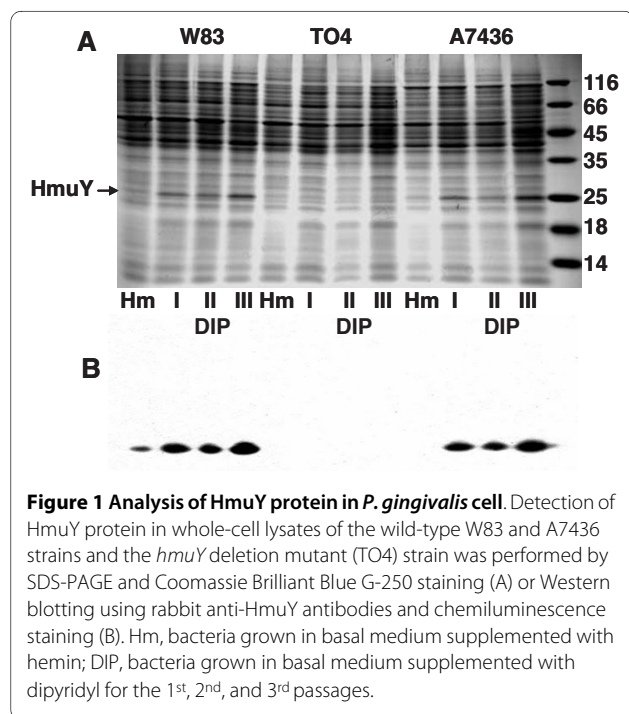 W83 TO4 A7436
A
116
66
45
35
HmuY
25
18
14
Hm I II III Hm I II III Hm I II III
DIP DIP DIP
B
Figure 1 Analysis of HmuY protein in P. gingivalis cell. Detection of
HmuY protein in whole-cell lysates of the wild-type W83 and A7436
strains and the hmuY deletion mutant (TO4) strain was performed by
SDS-PAGE and Coomassie Brilliant Blue G-250 staining (A) or Western
blotting using rabbit anti-HmuY antibodies and chemiluminescence
staining (B). Hm, bacteria grown in basal medium supplemented with
hemin; DIP, bacteria grown in basal medium supplemented with
dipyridyl for the 1st, 2nd, and 3rd passages.